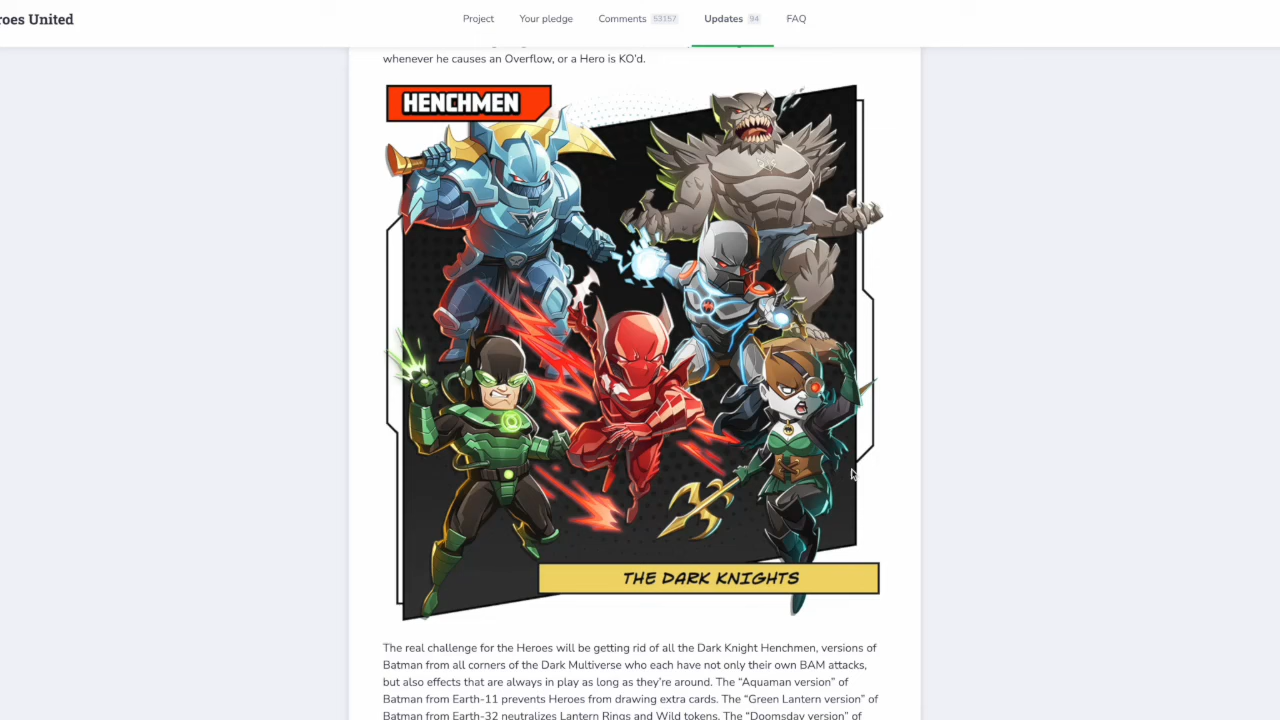 roes United
Project
Your pledge
Comments 53157
Updates 94
FAQ
whenever he causes an Overflow, or a Hero is KO'd.
HENCHMEN
THE DARK KNIGHTS
The real challenge for the Heroes will be getting rid of all the Dark Knight Henchmen, versions of
Batman from all corners of the Dark Multiverse who each have not only their own BAM attacks,
but also effects that are always in play as long as they're around. The “Aquaman version” of
Batman from Earth-11 prevents Heroes from drawing extra cards. The “Green Lantern version” of
Batman from Earth-32 neutralizes Lantern Rings and Wild tokens. The “Doomsday version” of